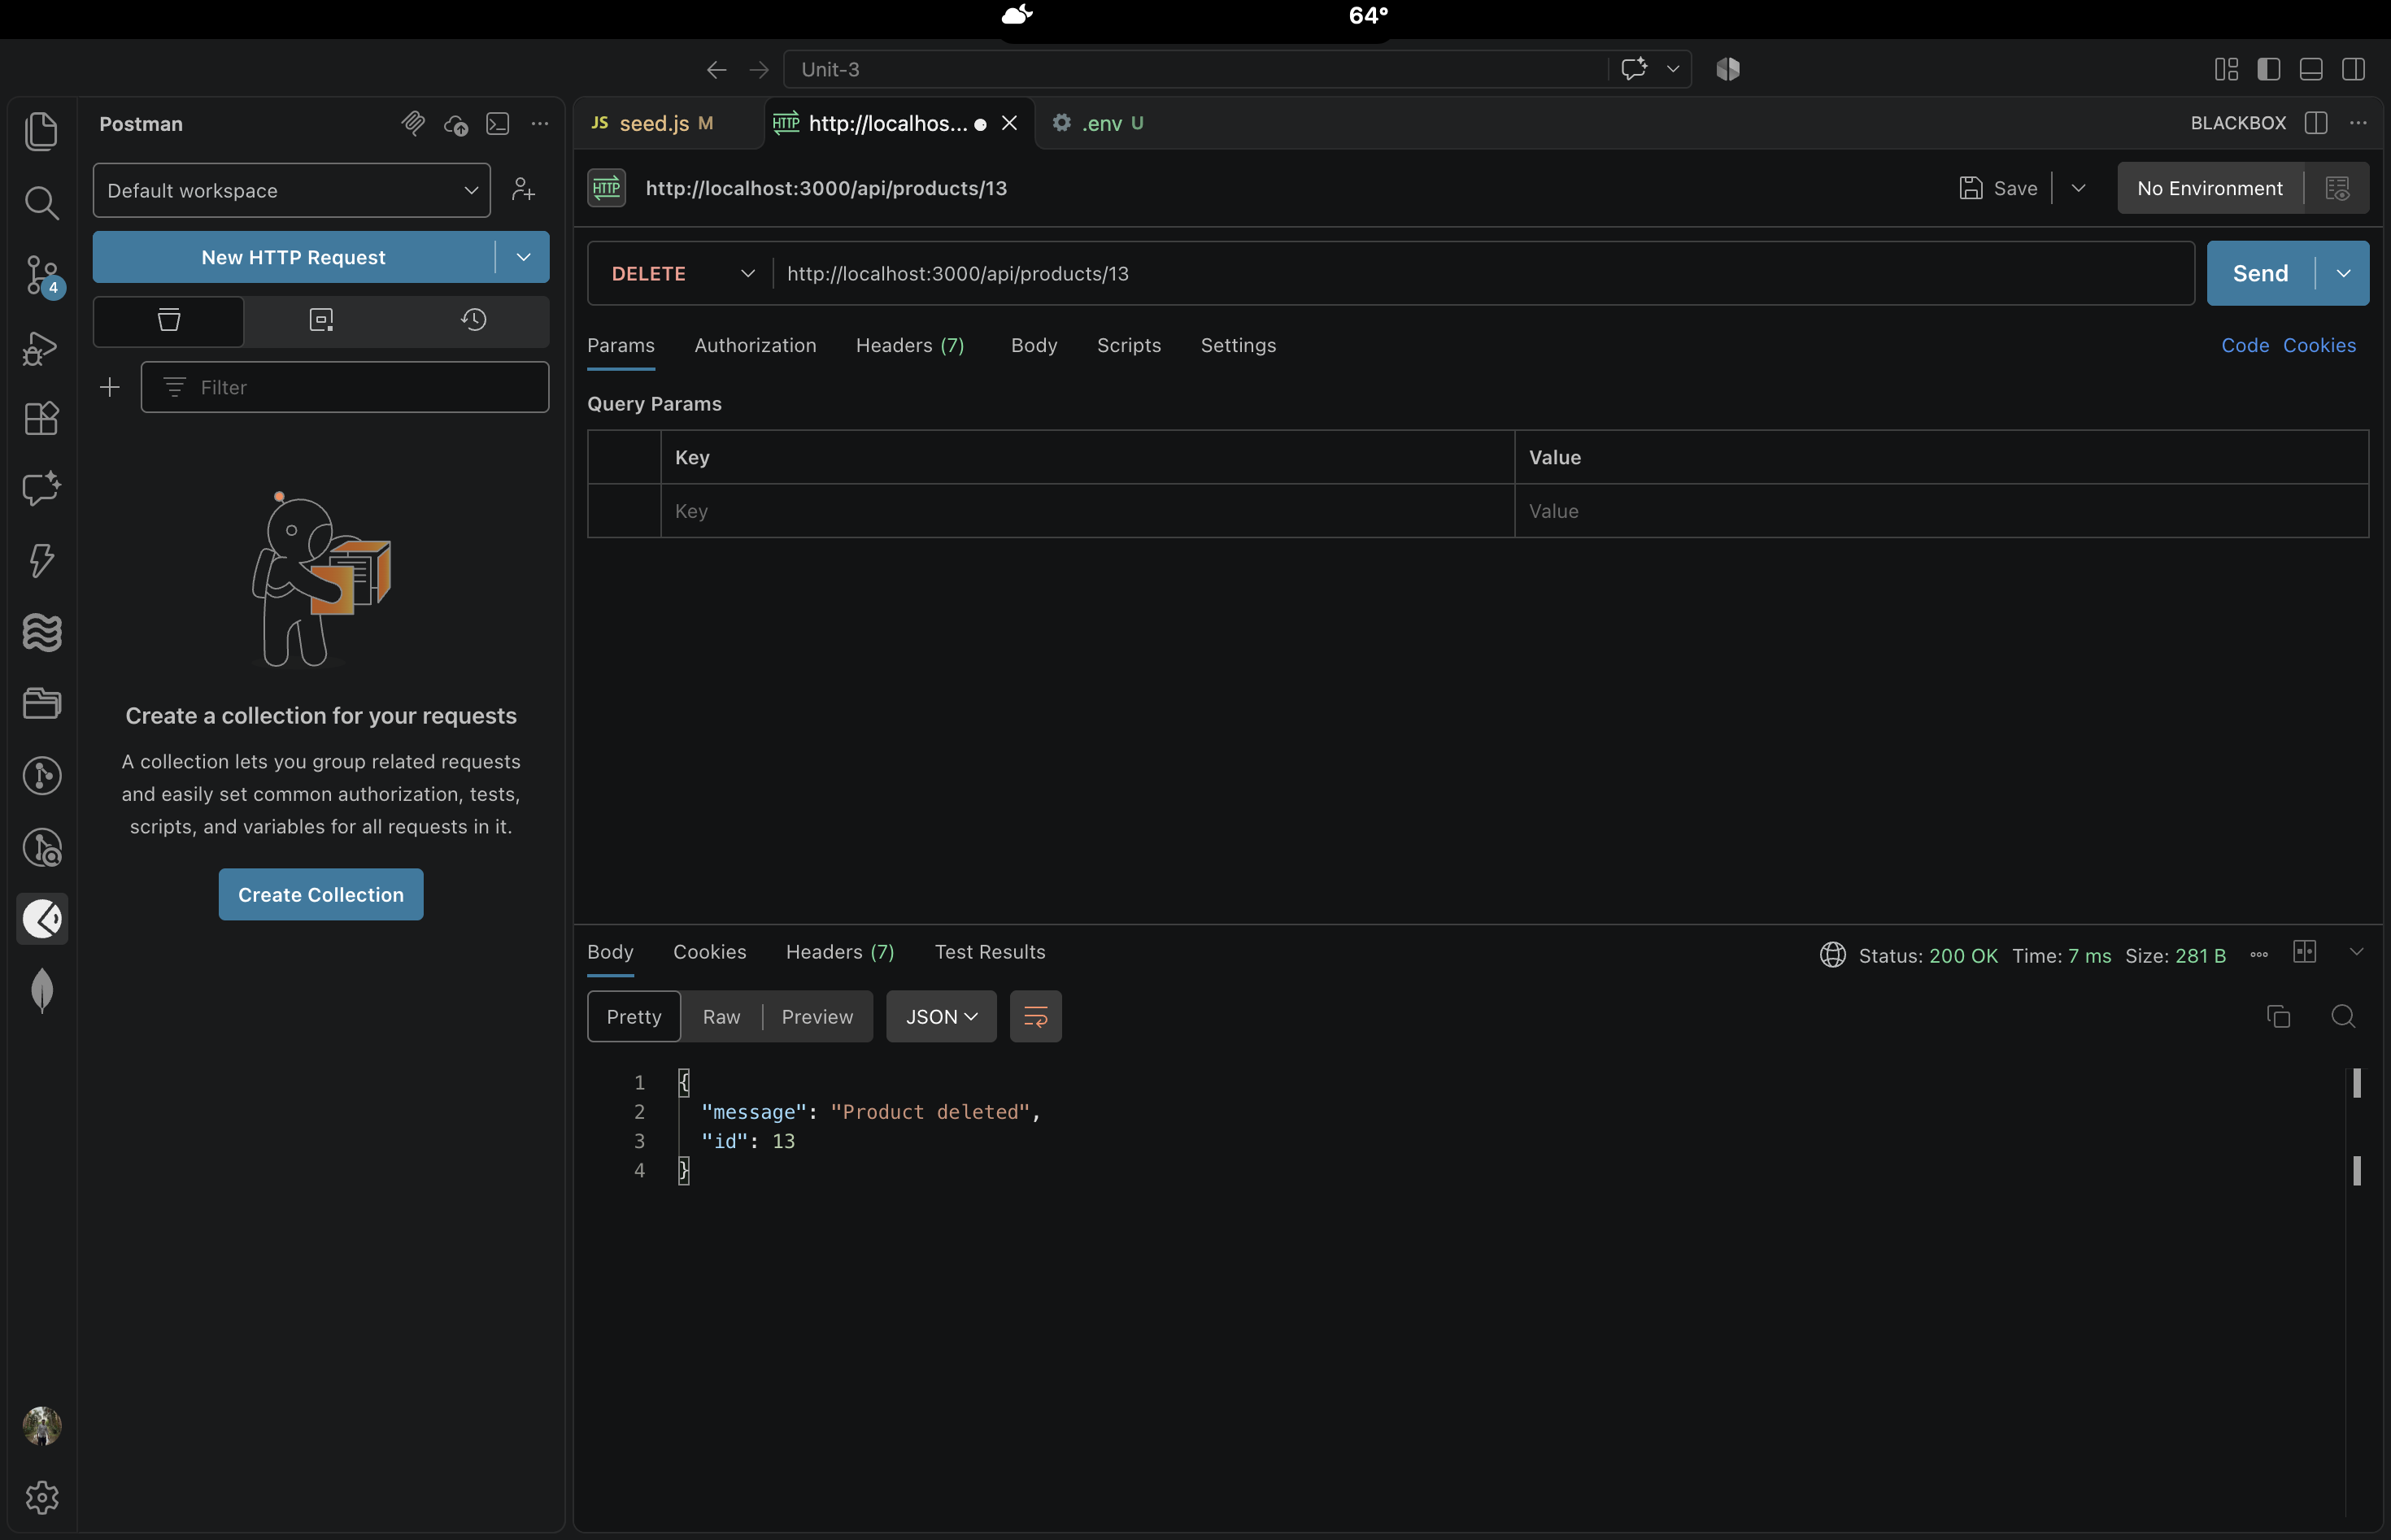 64°
Unit-3
Postman
Default workspace
New HTTP Request
4
Filter
Create a collection for your requests
A collection lets you group related requests
and easily set common authorization, tests,
scripts, and variables for all requests in it.
Create Collection
JS seed.js M
HTTP http://localhos...
.env U
BLACKBOX
HTTP http://localhost:3000/api/products/13
Save
No Environment
DELETE http://localhost:3000/api/products/13
Send
Params Authorization Headers (7) Body Scripts Settings
Code Cookies
Query Params
Key Value
Key Value
Body Cookies Headers (7) Test Results
Status: 200 OK Time: 7 ms Size: 281 B
Pretty Raw Preview JSON
1 {
2 "message": "Product deleted",
3 "id": 13
4 }